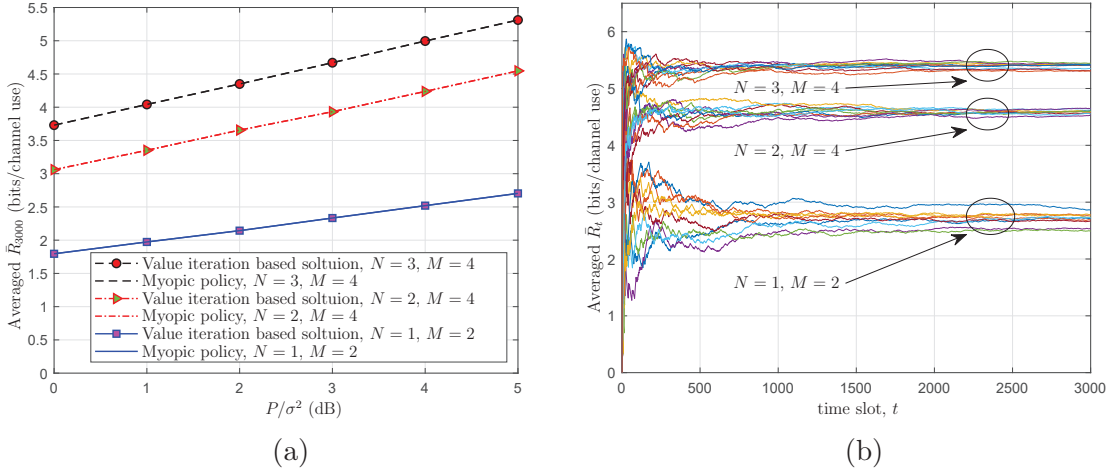 5.5
5
4.5
4
3.5
3
2.5
2
1.5
1
0.5
0
Averaged R̄3000 (bits/channel use)
Value iteration based soltuion, N = 3, M = 4
Myopic policy, N = 3, M = 4
Value iteration based soltuion, N = 2, M = 4
Myopic policy, N = 2, M = 4
Value iteration based soltuion, N = 1, M = 2
Myopic policy, N = 1, M = 2
0 1 2 3 4 5
P/σ² (dB)
(a)
6
5
4
3
2
1
0
Averaged R̄t (bits/channel use)
N = 3, M = 4
N = 2, M = 4
N = 1, M = 2
0 500 1000 1500 2000 2500 3000
time slot, t
(b)